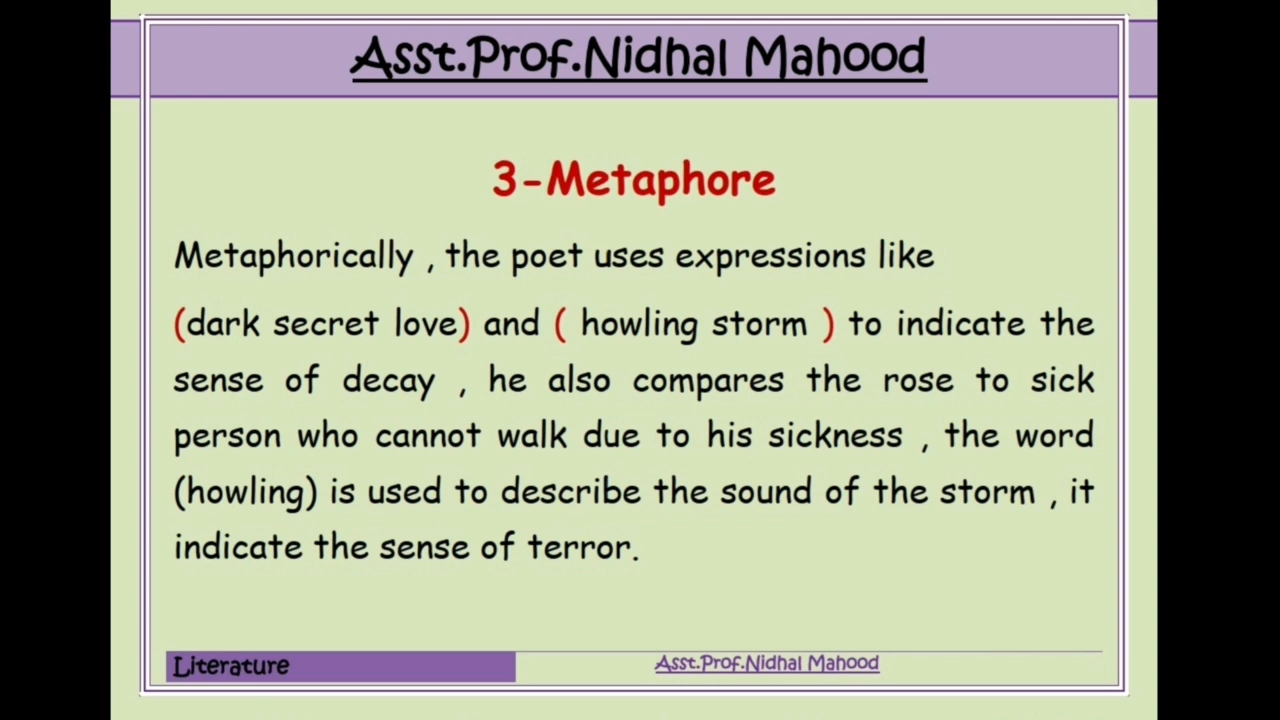 Asst.Prof.Nidhal Mahood
3-Metaphore
Metaphorically , the poet uses expressions like
(dark secret love) and ( howling storm ) to indicate the
sense of decay , he also compares the rose to sick
person who cannot walk due to his sickness , the word
(howling) is used to describe the sound of the storm , it
indicate the sense of terror.
Literature
Asst.Prof.Nidhal Mahood